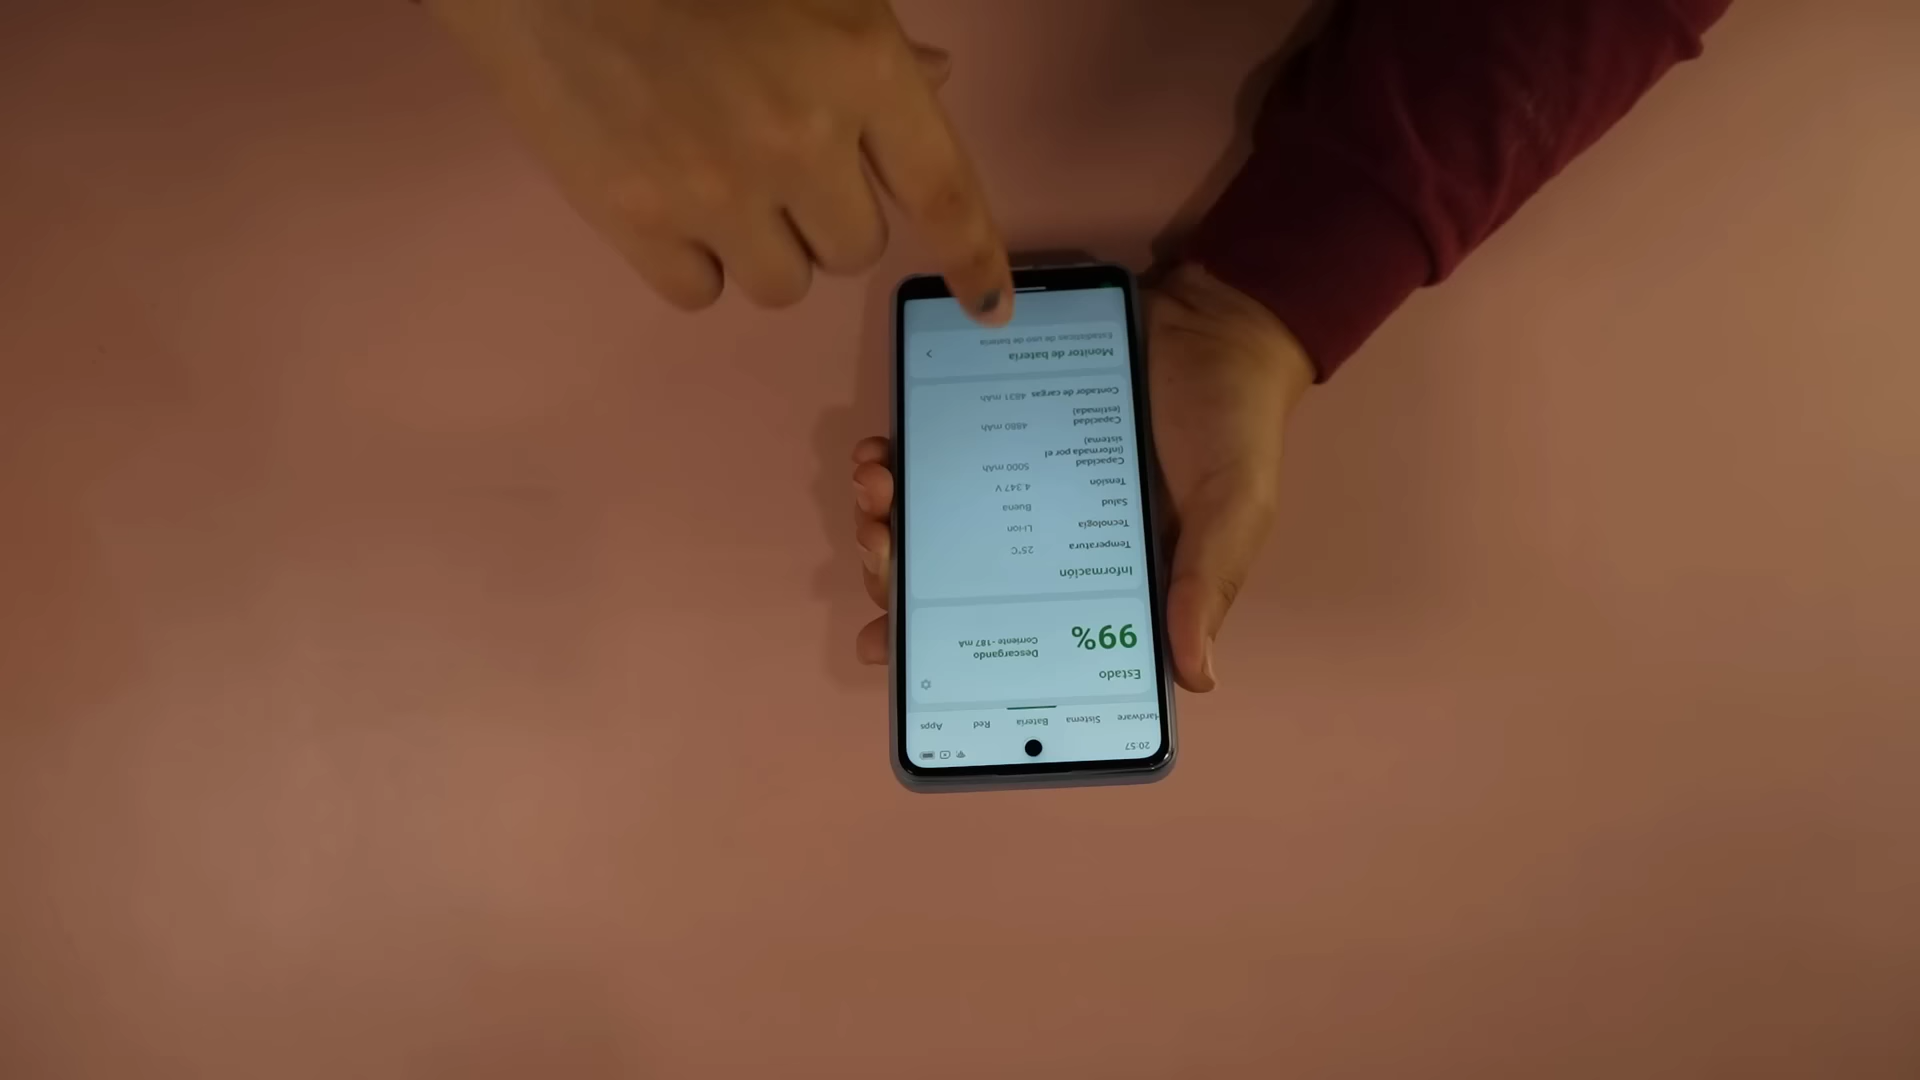 20:57
Hardware Sistema Batería Red Apps
Estado
99%
Descargando
Corriente -187 mA
Información
Temperatura 25°C
Tecnología Li-ion
Salud Buena
Tensión 4.347 V
Capacidad
(informada por el
sistema) 5000 mAh
Capacidad
(estimada) 4880 mAh
Contador de cargas 4831 mAh
Monitor de batería
Estadísticas de uso de batería